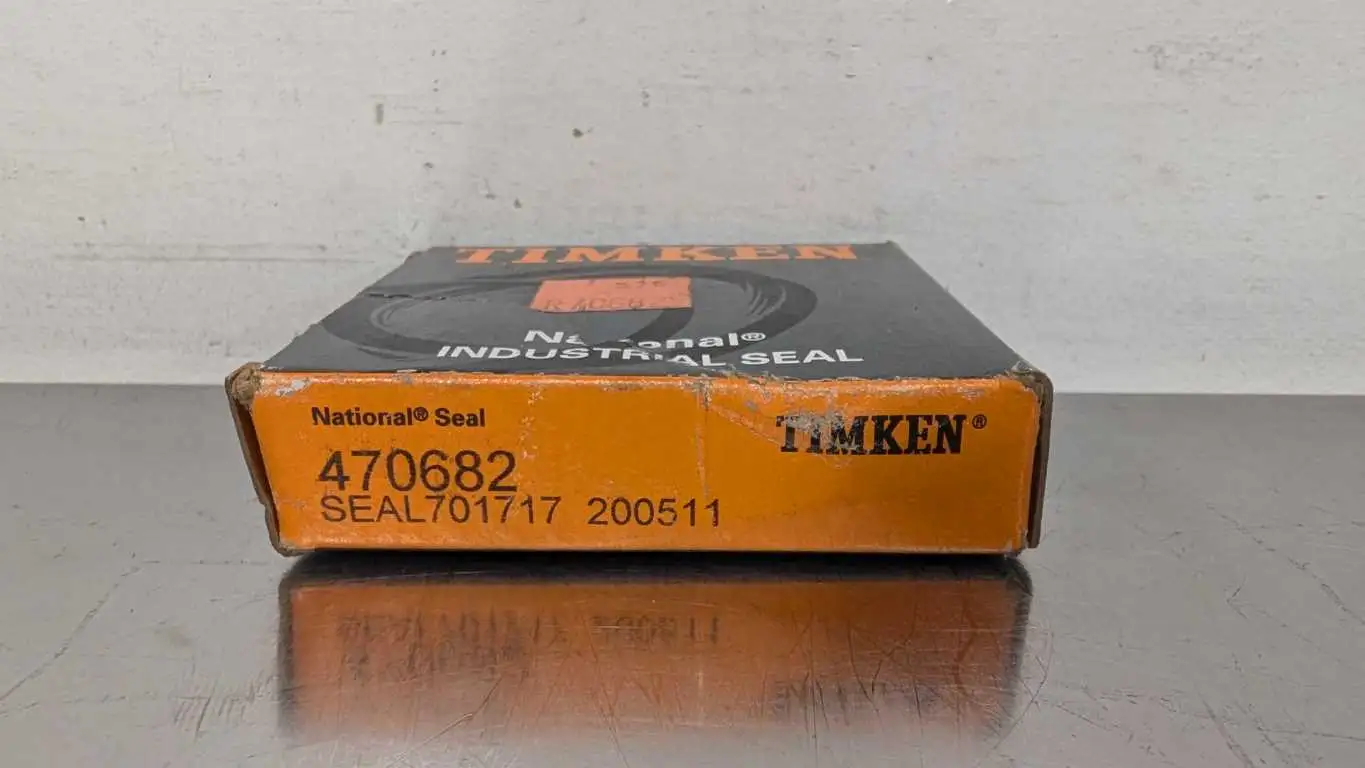 TIMKEN
INDUSTRIAL SEAL
National® Seal
TIMKEN®
470682
SEAL701717 200511